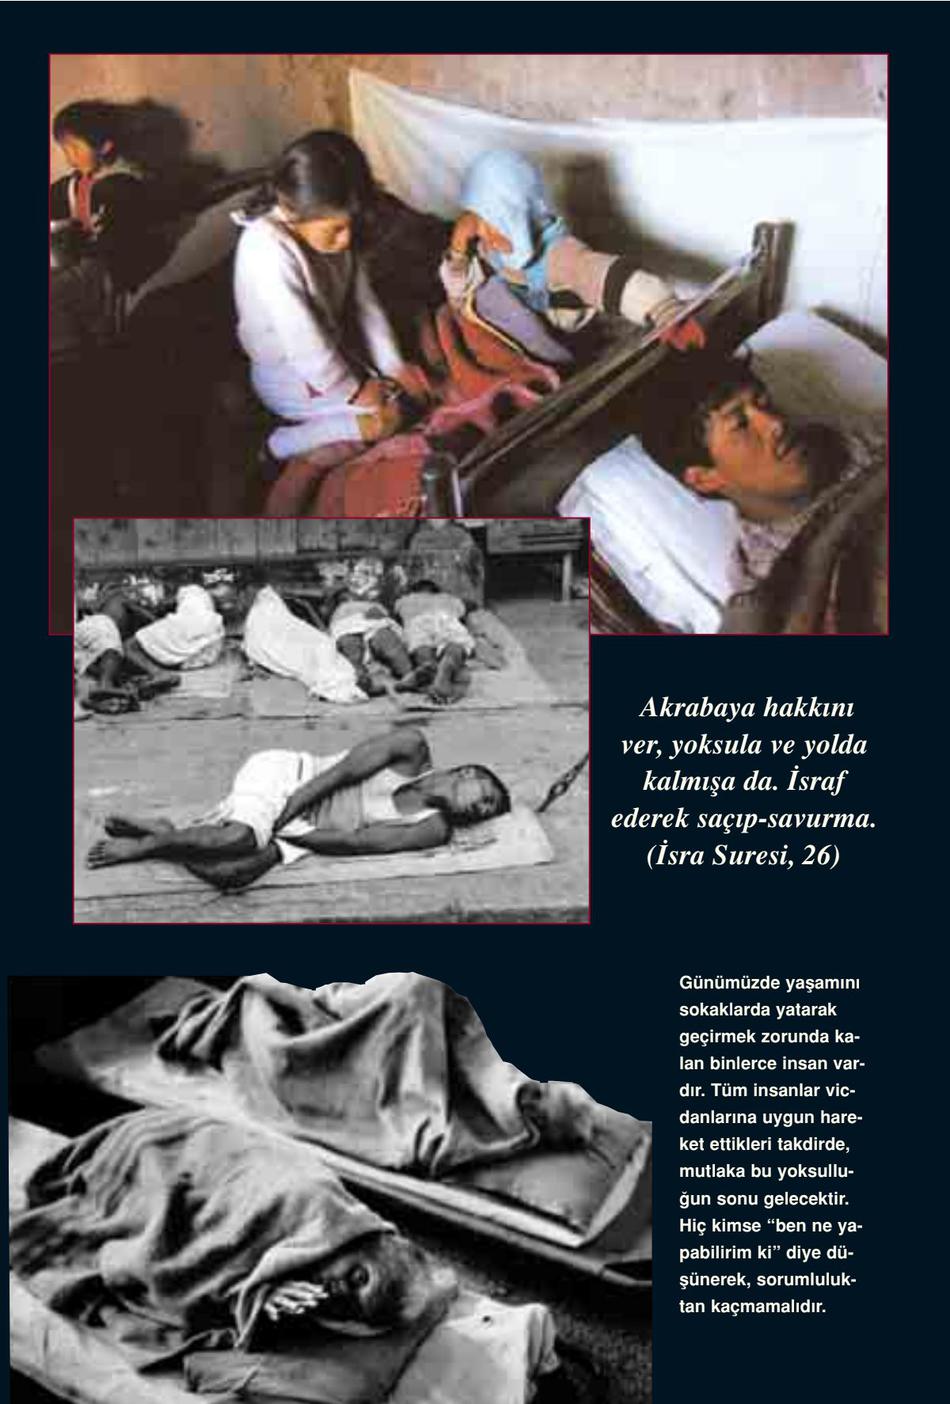 Akrabaya hakkını
ver, yoksula ve yolda
kalmışa da. İsraf
ederek saçıp-savurma.
(İsra Suresi, 26)
Günümüzde yaşamını
sokaklarda yatarak
geçirmek zorunda ka-
lan binlerce insan var-
dır. Tüm insanlar vic-
danlarına uygun hare-
ket ettikleri takdirde,
mutlaka bu yoksullu-
ğun sonu gelecektir.
Hiç kimse “ben ne ya-
pabilirim ki” diye dü-
şünerek, sorumluluk-
tan kaçmamalıdır.